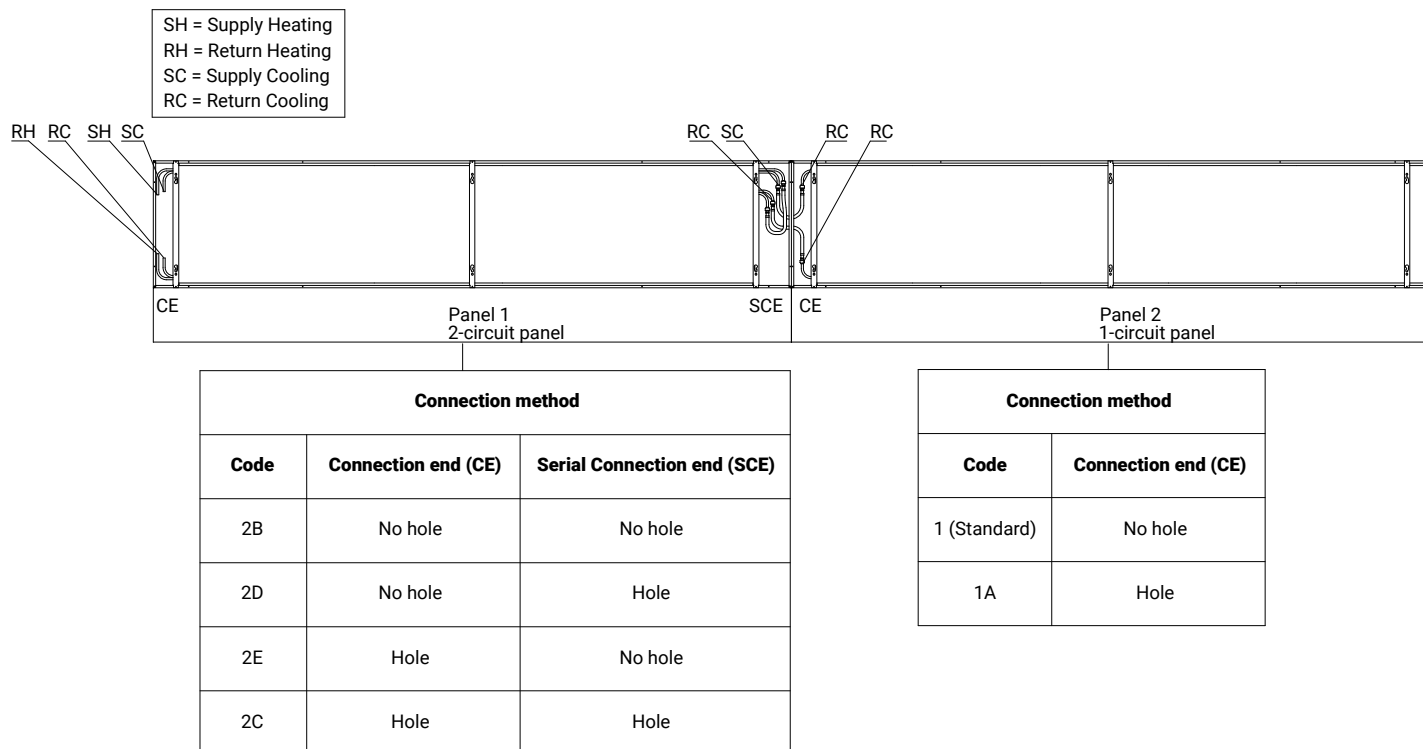 SH = Supply Heating
RH = Return Heating
SC = Supply Cooling
RC = Return Cooling
RH RC SH SC RC SC RC RC
CE SCE CE
Panel 1
2-circuit panel
Panel 2
1-circuit panel
Connection method
Code Connection end (CE) Serial Connection end (SCE)
2B No hole No hole
2D No hole Hole
2E Hole No hole
2C Hole Hole
Connection method
Code Connection end (CE)
1 (Standard) No hole
1A Hole